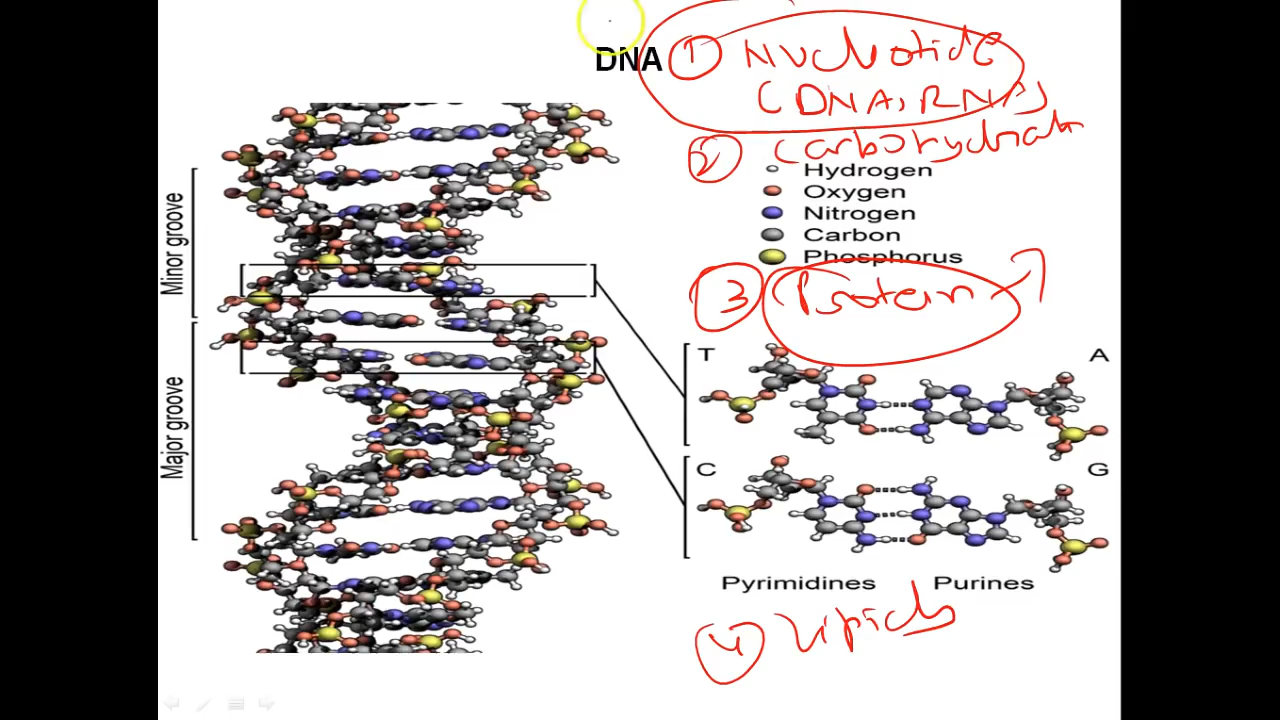 DNA
① Nucleotide
(DNA, RNA)
② Carbohydrate
Hydrogen
Oxygen
Nitrogen
Carbon
Phosphorus
③ Protein
Minor groove
Major groove
T A
C G
Pyrimidines Purines
④ Lipids